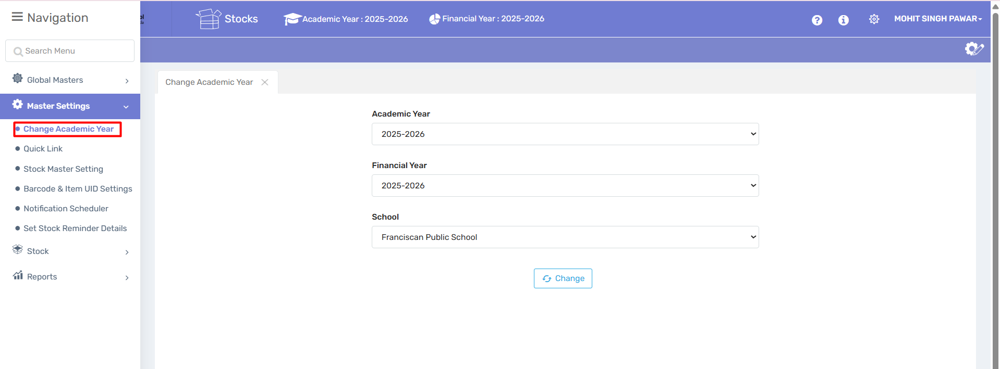 Navigation
Stocks
Academic Year : 2025-2026
Financial Year : 2025-2026
MOHIT SINGH PAWAR
Search Menu
Global Masters
Master Settings
Change Academic Year
Quick Link
Stock Master Setting
Barcode & Item UID Settings
Notification Scheduler
Set Stock Reminder Details
Stock
Reports
Change Academic Year
Academic Year
2025-2026
Financial Year
2025-2026
School
Franciscan Public School
Change